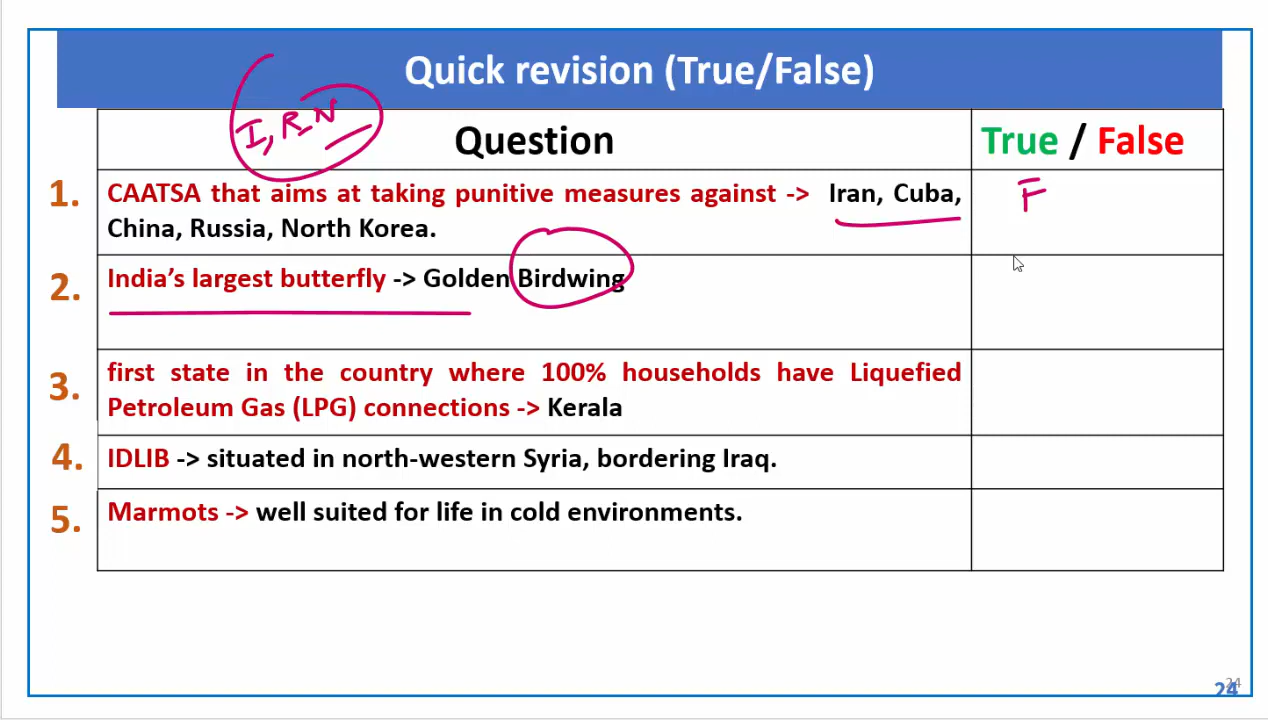 Quick revision (True/False)
I, R, N
Question
True / False
1.
CAATSA that aims at taking punitive measures against -> Iran, Cuba,
China, Russia, North Korea.
F
2.
India’s largest butterfly -> Golden Birdwing
3.
first state in the country where 100% households have Liquefied
Petroleum Gas (LPG) connections -> Kerala
4.
IDLIB -> situated in north-western Syria, bordering Iraq.
5.
Marmots -> well suited for life in cold environments.
24
24